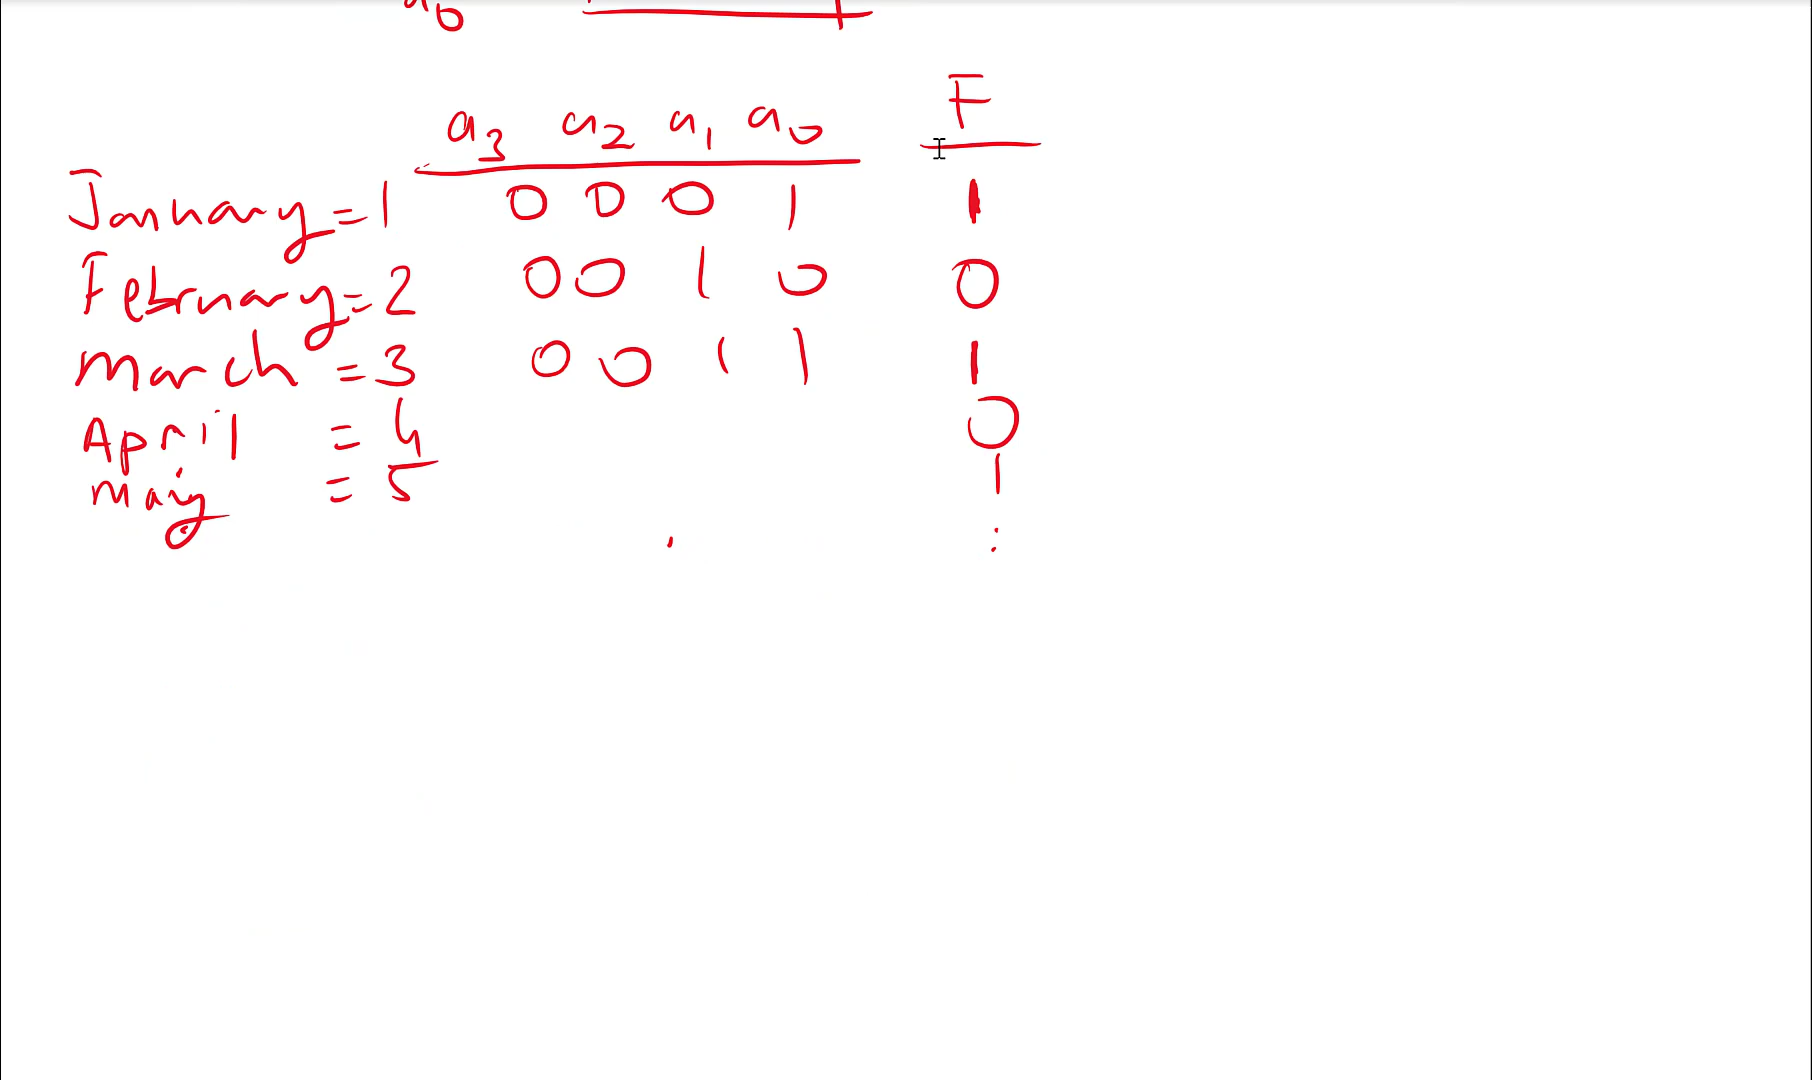 a0
a3 a2 a1 a0 F
January = 1 0 0 0 1 1
February = 2 0 0 1 0 0
March = 3 0 0 1 1 1
April = 4 0
May = 5 1
: